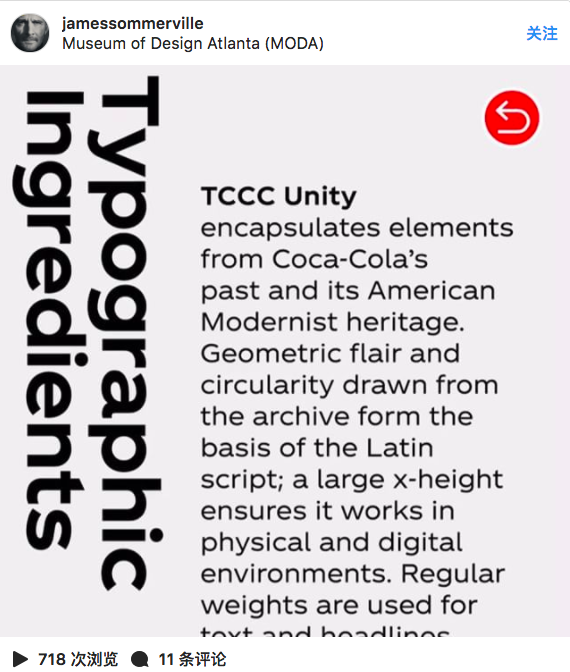 jamessommerville
Museum of Design Atlanta (MODA)
关注
Typographic
Ingredients
TCCC Unity
encapsulates elements
from Coca-Cola’s
past and its American
Modernist heritage.
Geometric flair and
circularity drawn from
the archive form the
basis of the Latin
script; a large x-height
ensures it works in
physical and digital
environments. Regular
weights are used for
text and headlines
718 次浏览 11 条评论